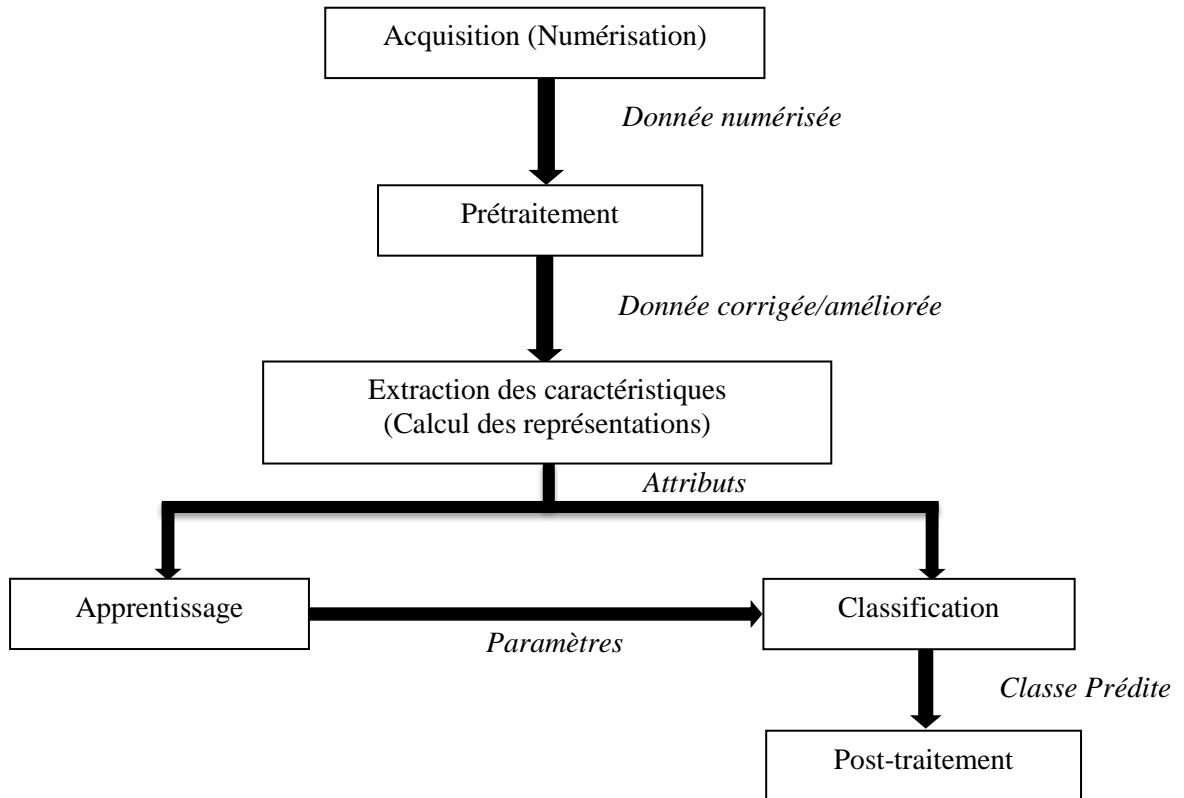 Acquisition (Numérisation)
Donnée numérisée
Prétraitement
Donnée corrigée/améliorée
Extraction des caractéristiques
(Calcul des représentations)
Attributs
Apprentissage
Classification
Paramètres
Classe Prédite
Post-traitement